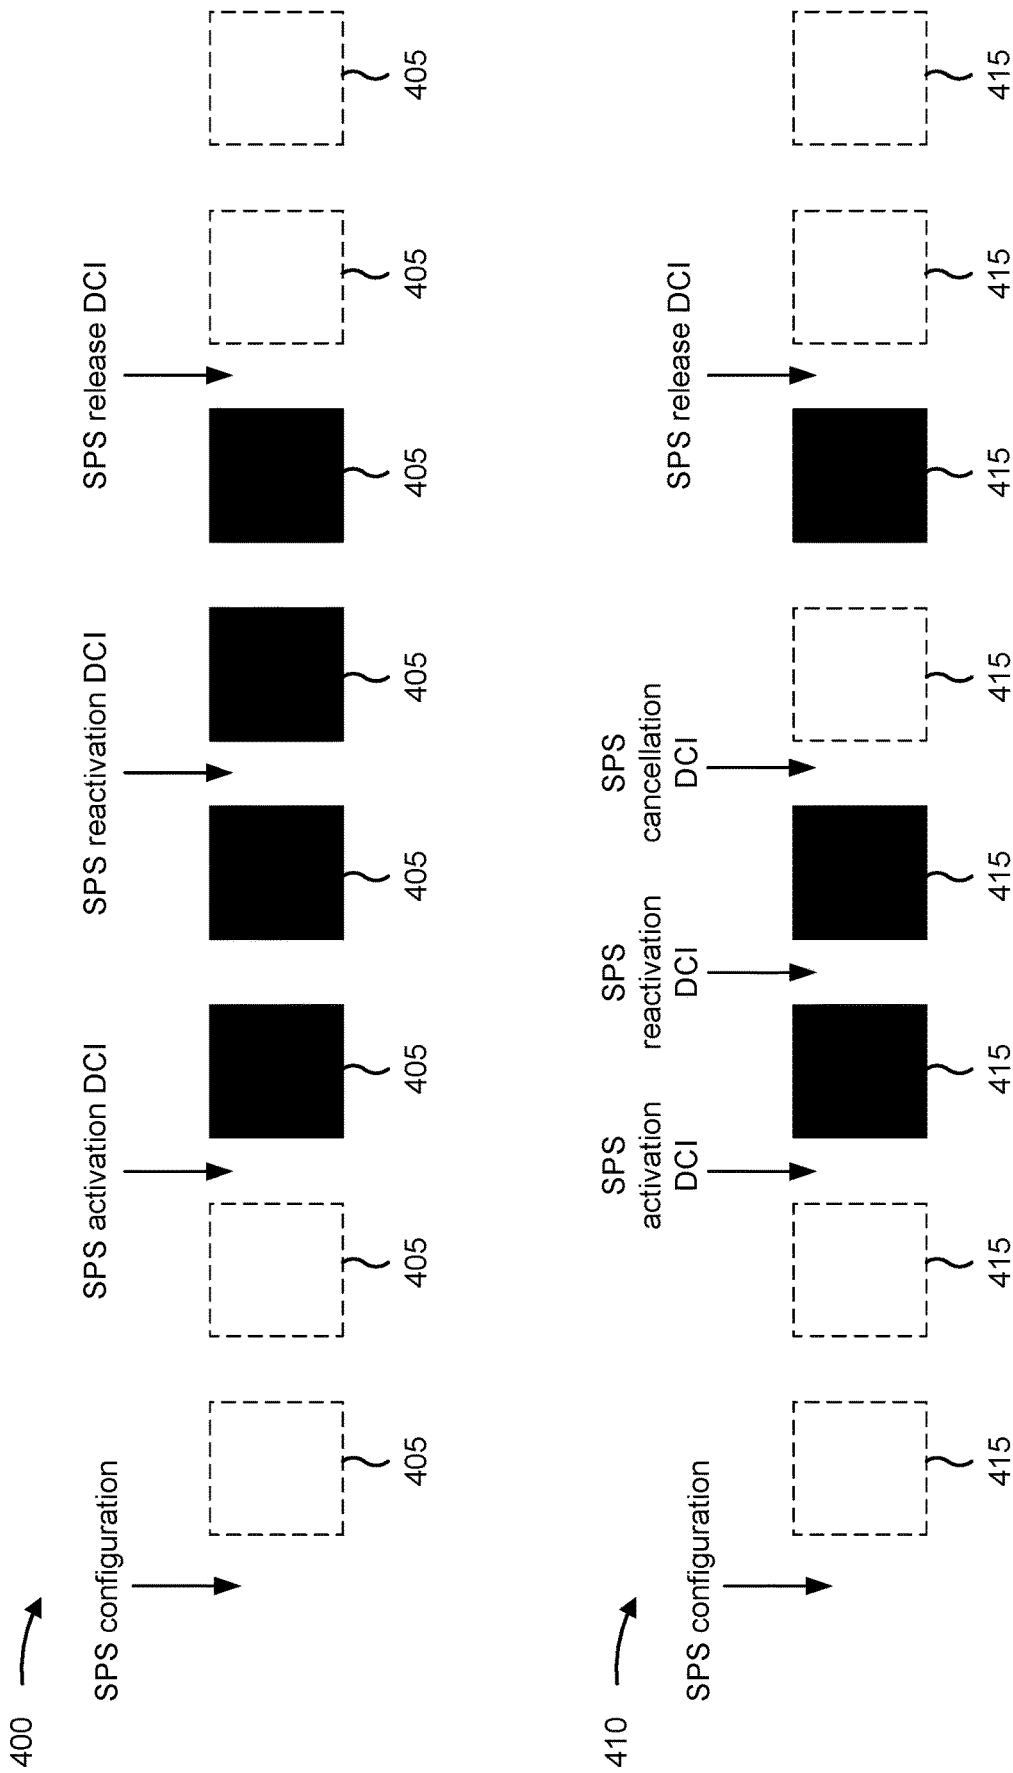 400
SPS configuration
SPS activation DCI
SPS reactivation DCI
SPS release DCI
405
405
405
405
405
405
405
405
410
SPS configuration
SPS
activation
DCI
SPS
reactivation
DCI
SPS
cancellation
DCI
SPS release DCI
415
415
415
415
415
415
415
415